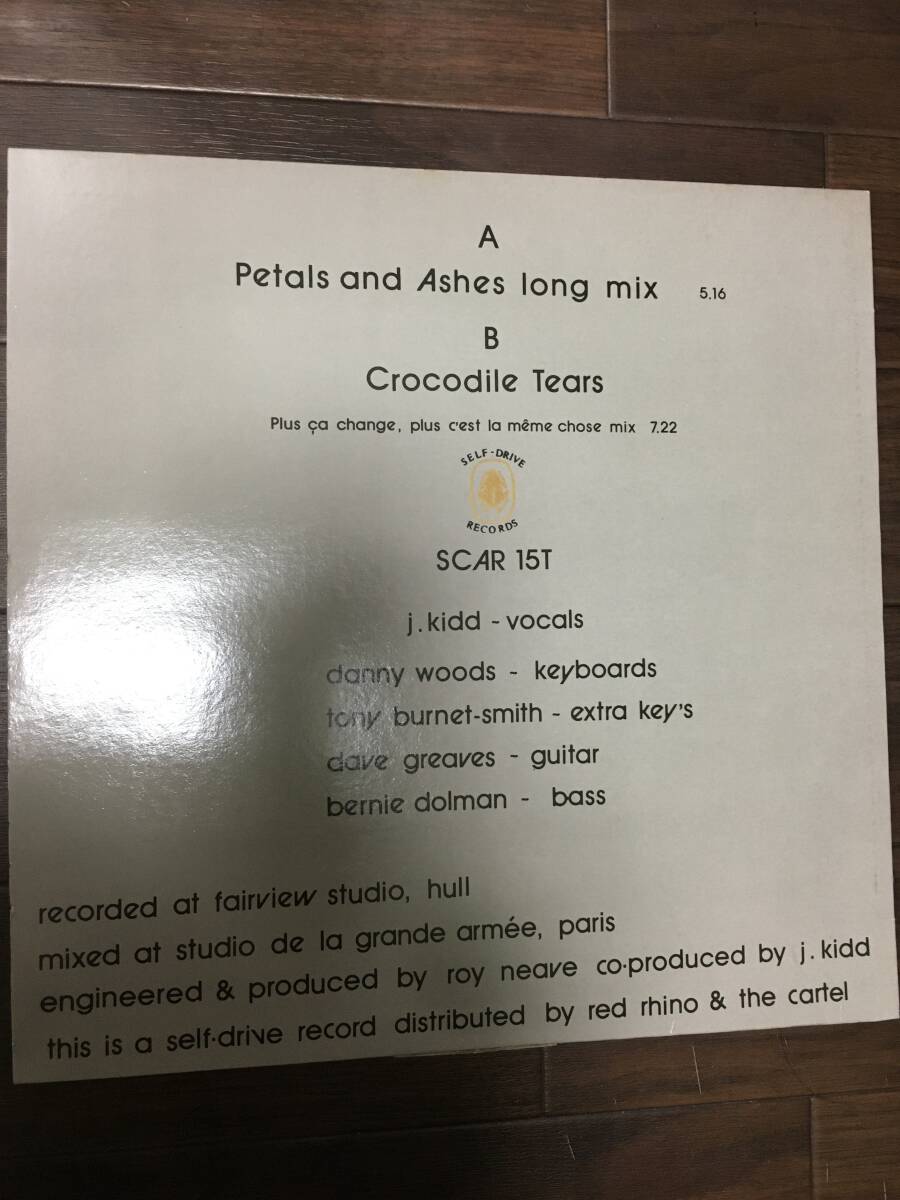 A
Petals and Ashes long mix 5.16
B
Crocodile Tears
Plus ça change, plus c'est la même chose mix 7.22
SELF-DRIVE
RECORDS
SCAR 15T
j. kidd - vocals
danny woods - keyboards
tony burnet-smith - extra key's
dave greaves - guitar
bernie dolman - bass
recorded at fairview studio, hull
mixed at studio de la grande armée, paris
engineered & produced by roy neave co-produced by j. kidd
this is a self-drive record distributed by red rhino & the cartel